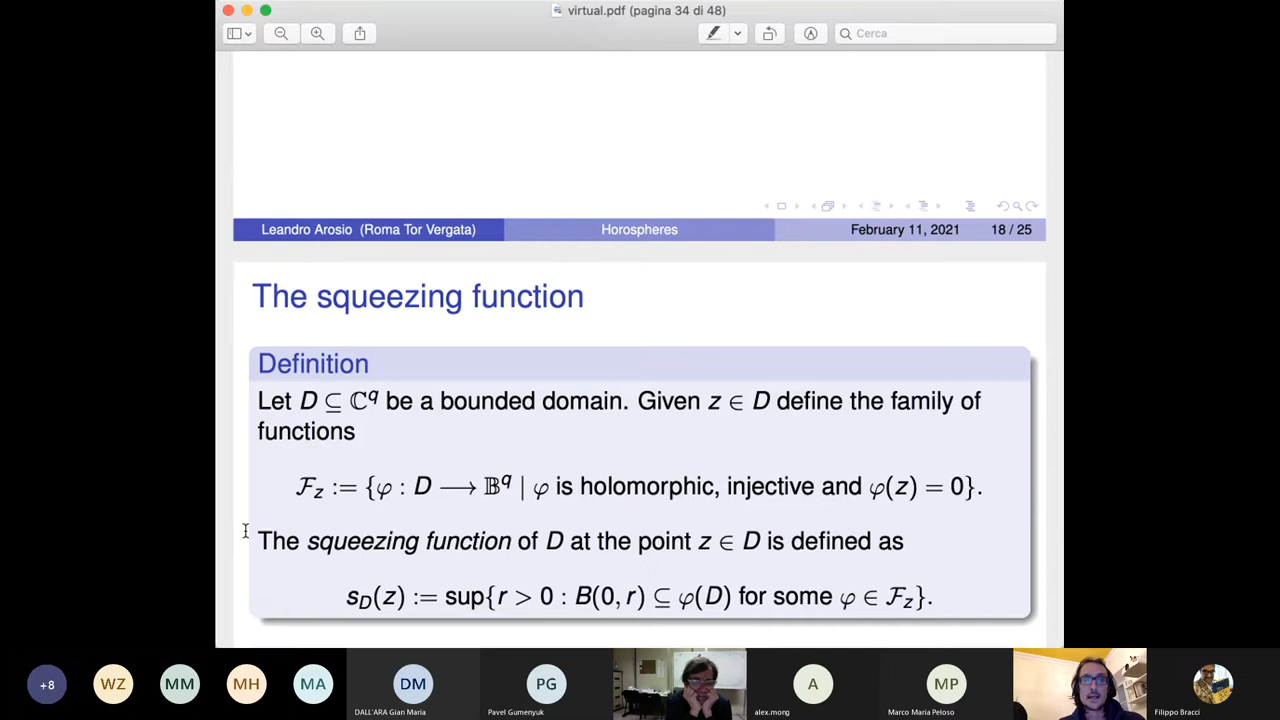 virtual.pdf (pagina 34 di 48)
Cerca
Leandro Arosio (Roma Tor Vergata) Horospheres February 11, 2021 18 / 25
The squeezing function
Definition
Let D ⊆ ℂ^q be a bounded domain. Given z ∈ D define the family of
functions
ℱ_z := {φ : D ⟶ 𝔹^q | φ is holomorphic, injective and φ(z) = 0}.
The squeezing function of D at the point z ∈ D is defined as
s_D(z) := sup{r > 0 : B(0, r) ⊆ φ(D) for some φ ∈ ℱ_z}.
+8 WZ MM MH MA DM PG A MP
DALL'ARA Gian Maria Pavel Gumenyuk alex.mong Marco Maria Peloso Filippo Bracci